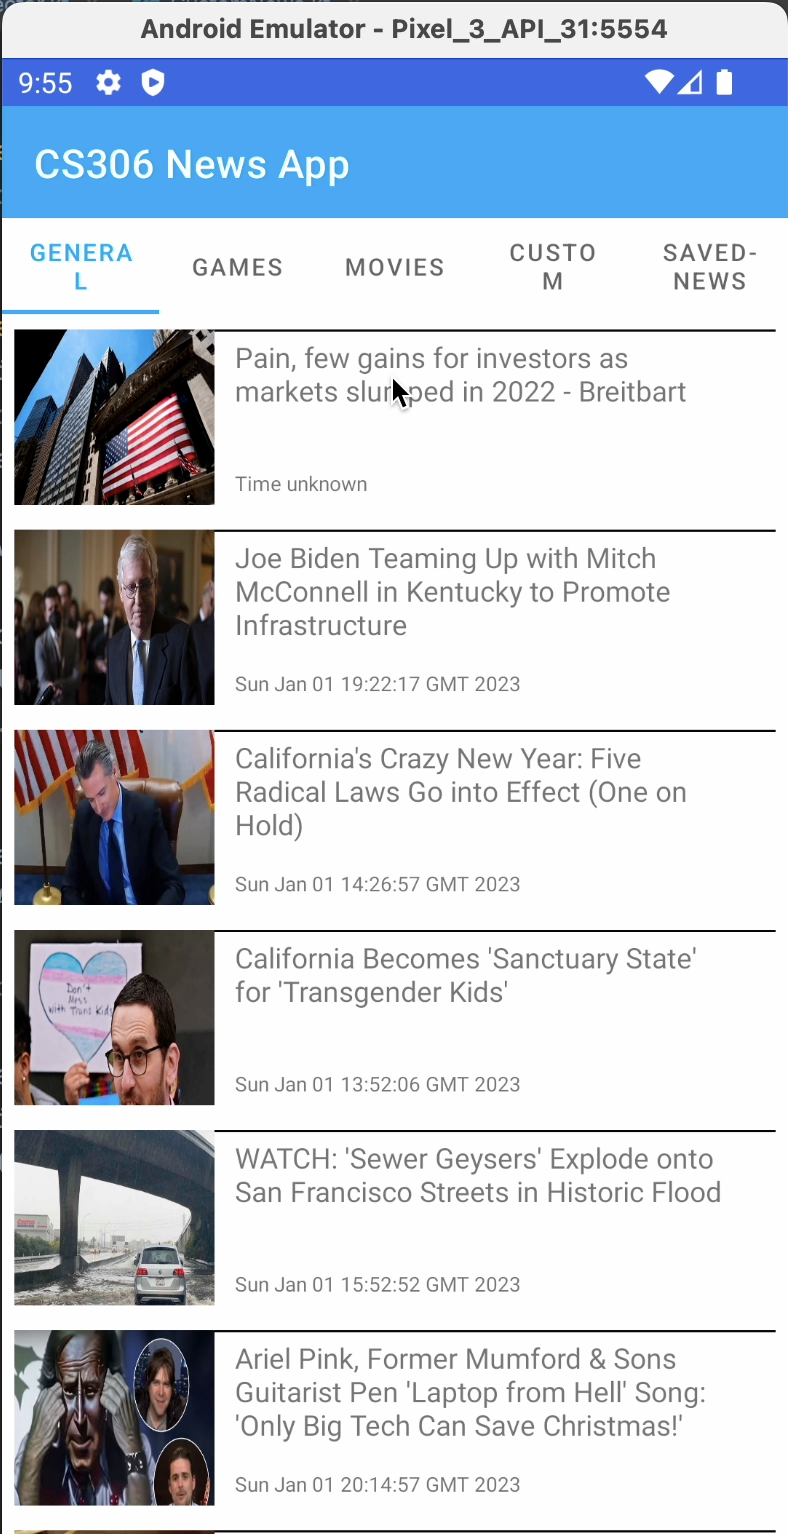 Android Emulator - Pixel_3_API_31:5554
9:55
CS306 News App
GENERA
L
GAMES
MOVIES
CUSTO
M
SAVED-
NEWS
Pain, few gains for investors as
markets slumped in 2022 - Breitbart
Time unknown
Joe Biden Teaming Up with Mitch
McConnell in Kentucky to Promote
Infrastructure
Sun Jan 01 19:22:17 GMT 2023
California's Crazy New Year: Five
Radical Laws Go into Effect (One on
Hold)
Sun Jan 01 14:26:57 GMT 2023
Don't
Mess
with Trans Kids
California Becomes 'Sanctuary State'
for 'Transgender Kids'
Sun Jan 01 13:52:06 GMT 2023
WATCH: 'Sewer Geysers' Explode onto
San Francisco Streets in Historic Flood
Sun Jan 01 15:52:52 GMT 2023
Ariel Pink, Former Mumford & Sons
Guitarist Pen 'Laptop from Hell' Song:
'Only Big Tech Can Save Christmas!'
Sun Jan 01 20:14:57 GMT 2023